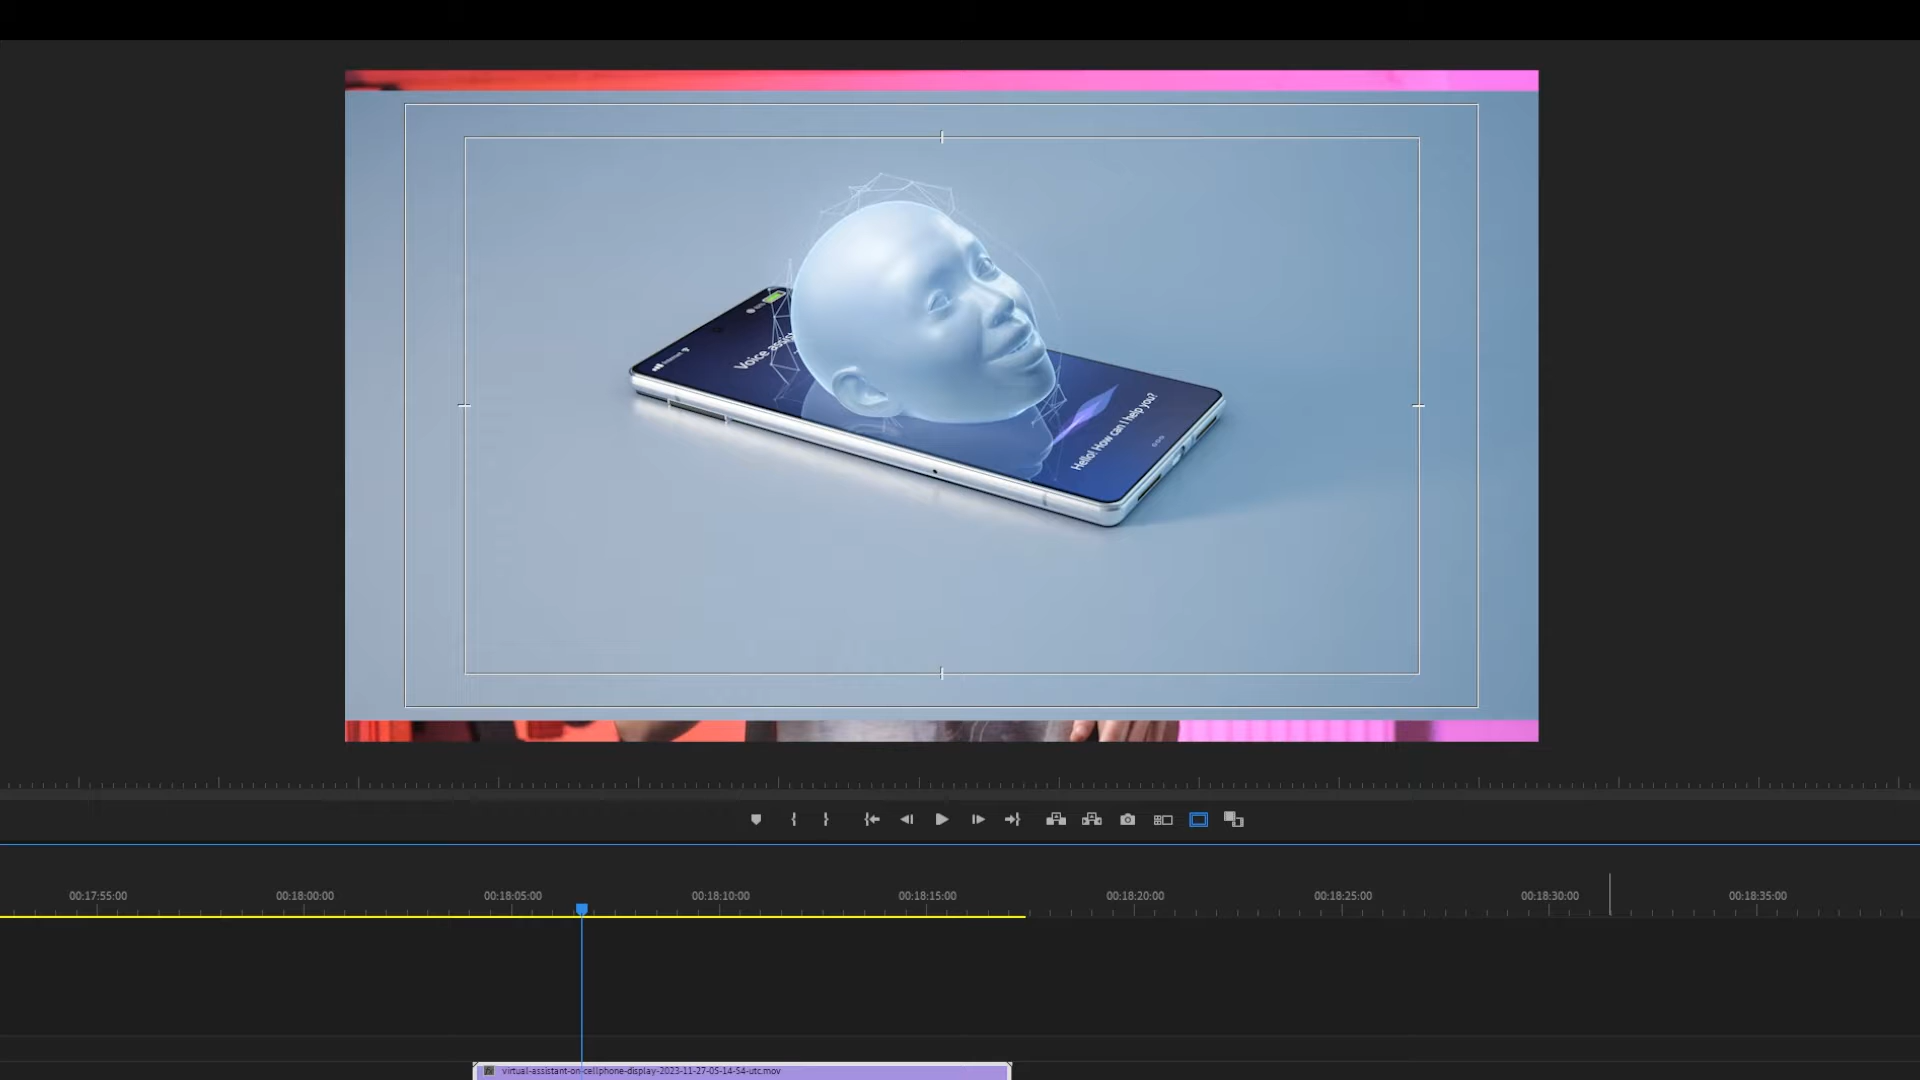 Voice assist
Hello! How can I help you?
00:17:55:00
00:18:00:00
00:18:05:00
00:18:10:00
00:18:15:00
00:18:20:00
00:18:25:00
00:18:30:00
00:18:35:00
fx
virtual-assistant-on-cellphone-display-2023-11-27-05-14-54-utc.mov